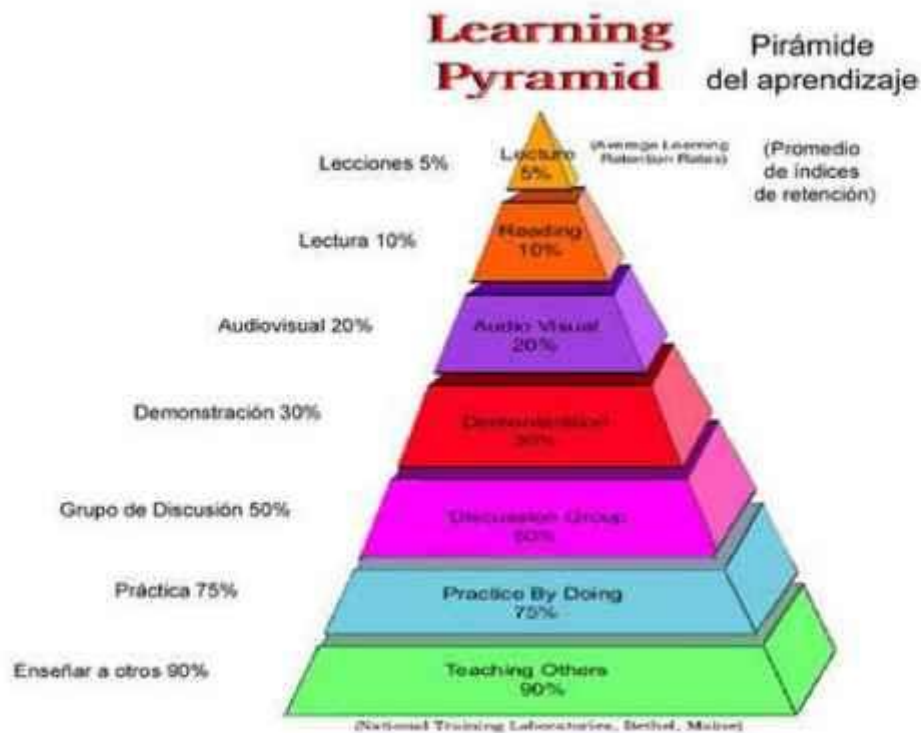 Learning
Pyramid
Pirámide
del aprendizaje
(Average Learning
Retention Rates)
(Promedio
de índices
de retención)
Lecciones 5%
Lecture
5%
Lectura 10%
Reading
10%
Audiovisual 20%
Audio Visual
20%
Demonstración 30%
Demonstration
30%
Grupo de Discusión 50%
Discussion Group
50%
Práctica 75%
Practice By Doing
75%
Enseñar a otros 90%
Teaching Others
90%
(National Training Laboratories, Bethel, Maine)